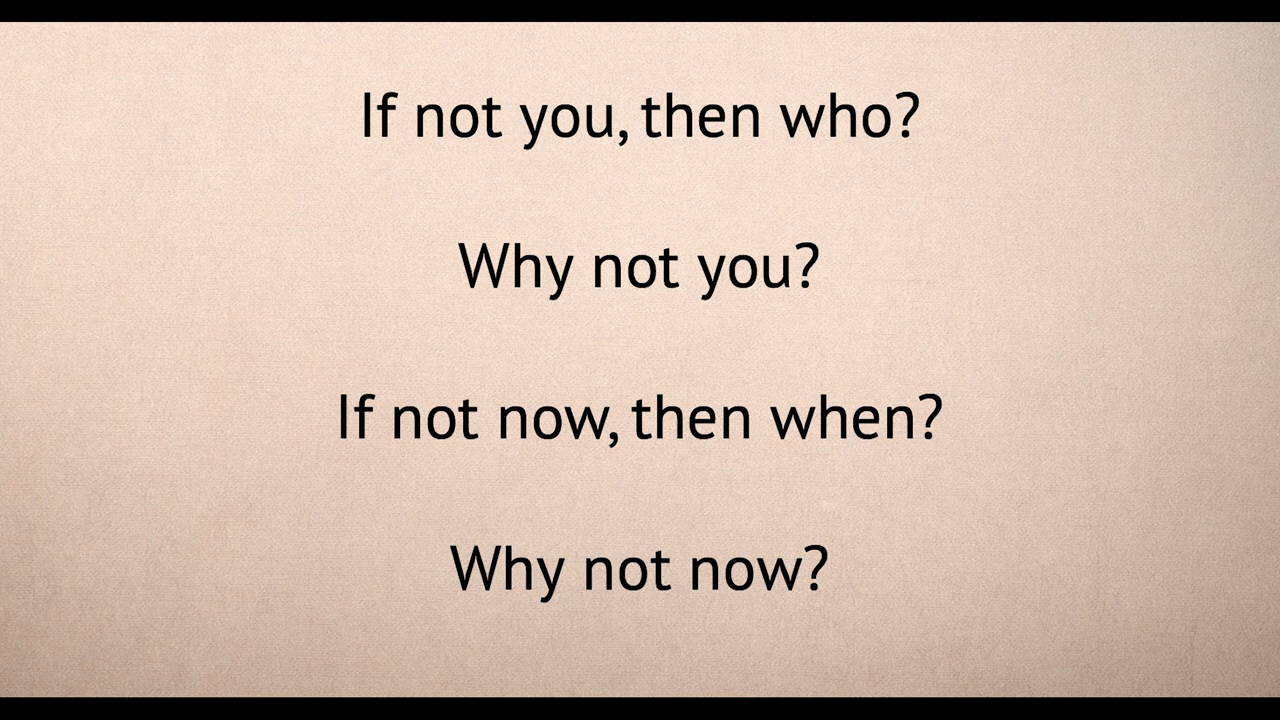 If not you, then who?
Why not you?
If not now, then when?
Why not now?